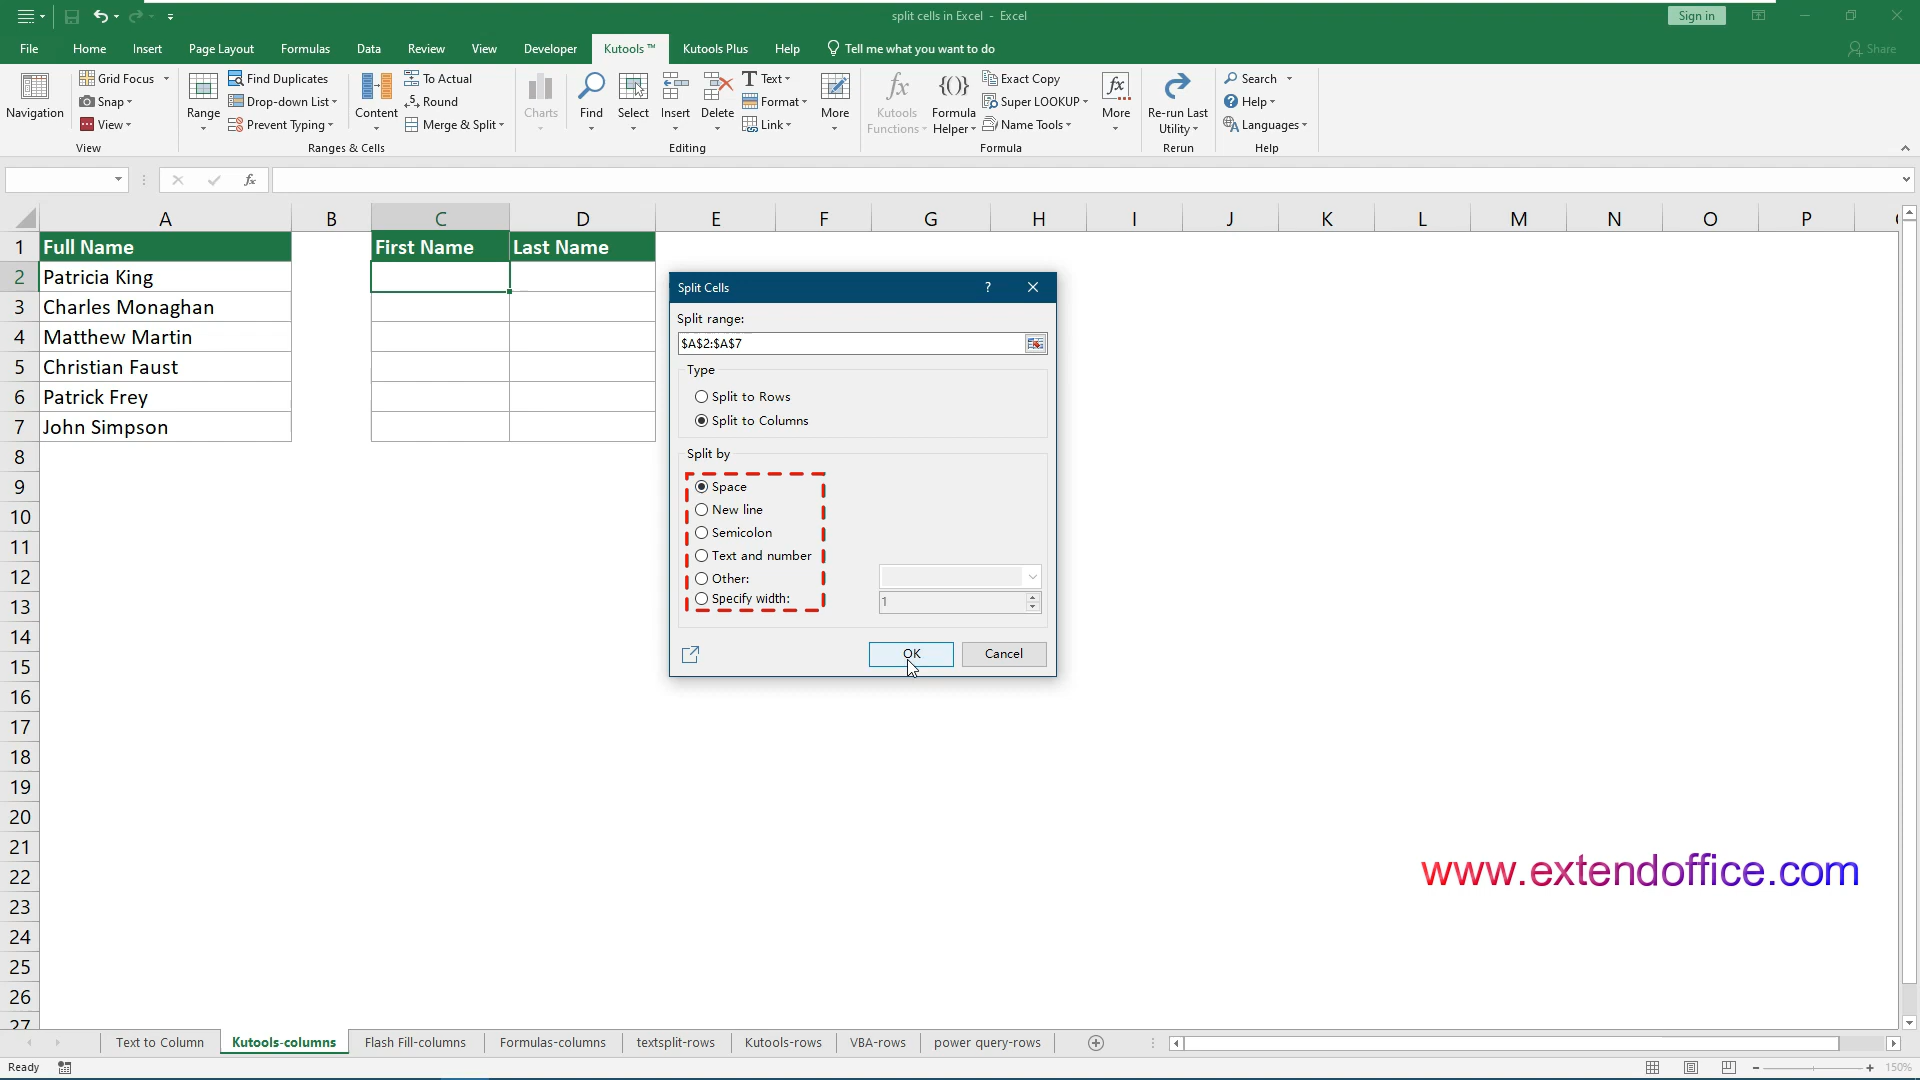 split cells in Excel - Excel
Sign in
File Home Insert Page Layout Formulas Data Review View Developer Kutools ™ Kutools Plus Help Tell me what you want to do
Share
Navigation
Grid Focus
Snap
View
View
Range
Find Duplicates
Drop-down List
Prevent Typing
Content
To Actual
Round
Merge & Split
Ranges & Cells
Charts
Find
Select
Insert
Delete
Text
Format
Link
More
Editing
Kutools Functions
Formula Helper
Exact Copy
Super LOOKUP
Name Tools
More
Formula
Re-run Last Utility
Rerun
Search
Help
Languages
Help
fx
A B C D E F G H I J K L M N O P
1 Full Name First Name Last Name
2 Patricia King
3 Charles Monaghan
4 Matthew Martin
5 Christian Faust
6 Patrick Frey
7 John Simpson
8
9
10
11
12
13
14
15
16
17
18
19
20
21
22
23
24
25
26
27
Split Cells ?
Split range:
$A$2:$A$7
Type
Split to Rows
Split to Columns
Split by
Space
New line
Semicolon
Text and number
Other:
Specify width:
1
OK Cancel
www.extendoffice.com
Text to Column Kutools-columns Flash Fill-columns Formulas-columns textsplit-rows Kutools-rows VBA-rows power query-rows
Ready
150%